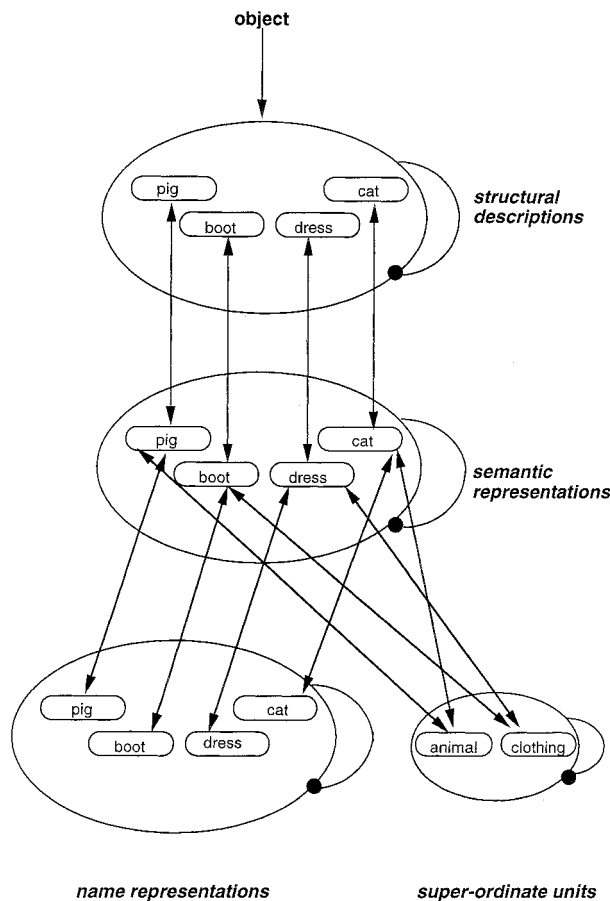 object
pig
cat
structural
descriptions
boot
dress
pig
cat
semantic
representations
boot
dress
pig
cat
boot
dress
animal
clothing
name representations
super-ordinate units